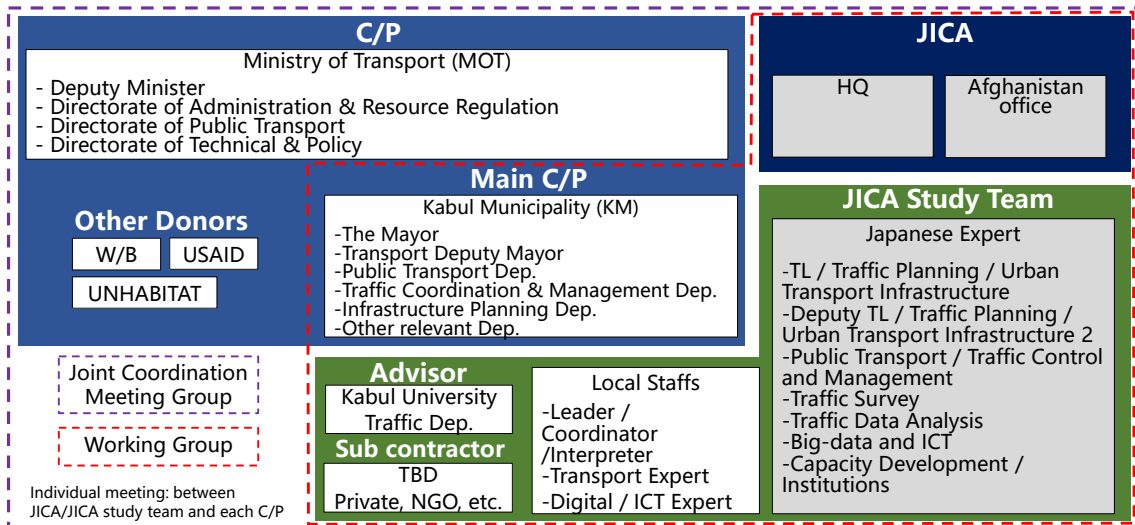 C/P
Ministry of Transport (MOT)
- Deputy Minister
- Directorate of Administration & Resource Regulation
- Directorate of Public Transport
- Directorate of Technical & Policy
JICA
HQ
Afghanistan
office
Other Donors
W/B
USAID
UNHABITAT
Main C/P
Kabul Municipality (KM)
-The Mayor
-Transport Deputy Mayor
-Public Transport Dep.
-Traffic Coordination & Management Dep.
-Infrastructure Planning Dep.
-Other relevant Dep.
JICA Study Team
Japanese Expert
-TL / Traffic Planning / Urban
Transport Infrastructure
-Deputy TL / Traffic Planning /
Urban Transport Infrastructure 2
-Public Transport / Traffic Control
and Management
-Traffic Survey
-Traffic Data Analysis
-Big-data and ICT
-Capacity Development /
Institutions
Advisor
Kabul University
Traffic Dep.
Sub contractor
TBD
Private, NGO, etc.
Local Staffs
-Leader /
Coordinator
/Interpreter
-Transport Expert
-Digital / ICT Expert
Joint Coordination
Meeting Group
Working Group
Individual meeting: between
JICA/JICA study team and each C/P